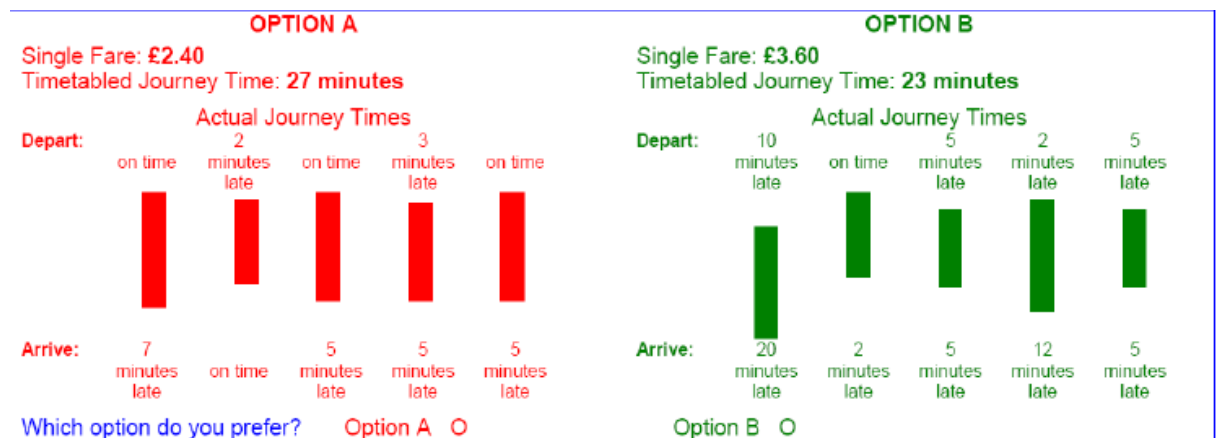 OPTION A
Single Fare: £2.40
Timetabled Journey Time: 27 minutes
Actual Journey Times
Depart: on time 2 minutes late on time 3 minutes late on time
Arrive: 7 minutes late on time 5 minutes late 5 minutes late 5 minutes late
OPTION B
Single Fare: £3.60
Timetabled Journey Time: 23 minutes
Actual Journey Times
Depart: 10 minutes late on time 5 minutes late 2 minutes late 5 minutes late
Arrive: 20 minutes late 2 minutes late 5 minutes late 12 minutes late 5 minutes late
Which option do you prefer? Option A O Option B O